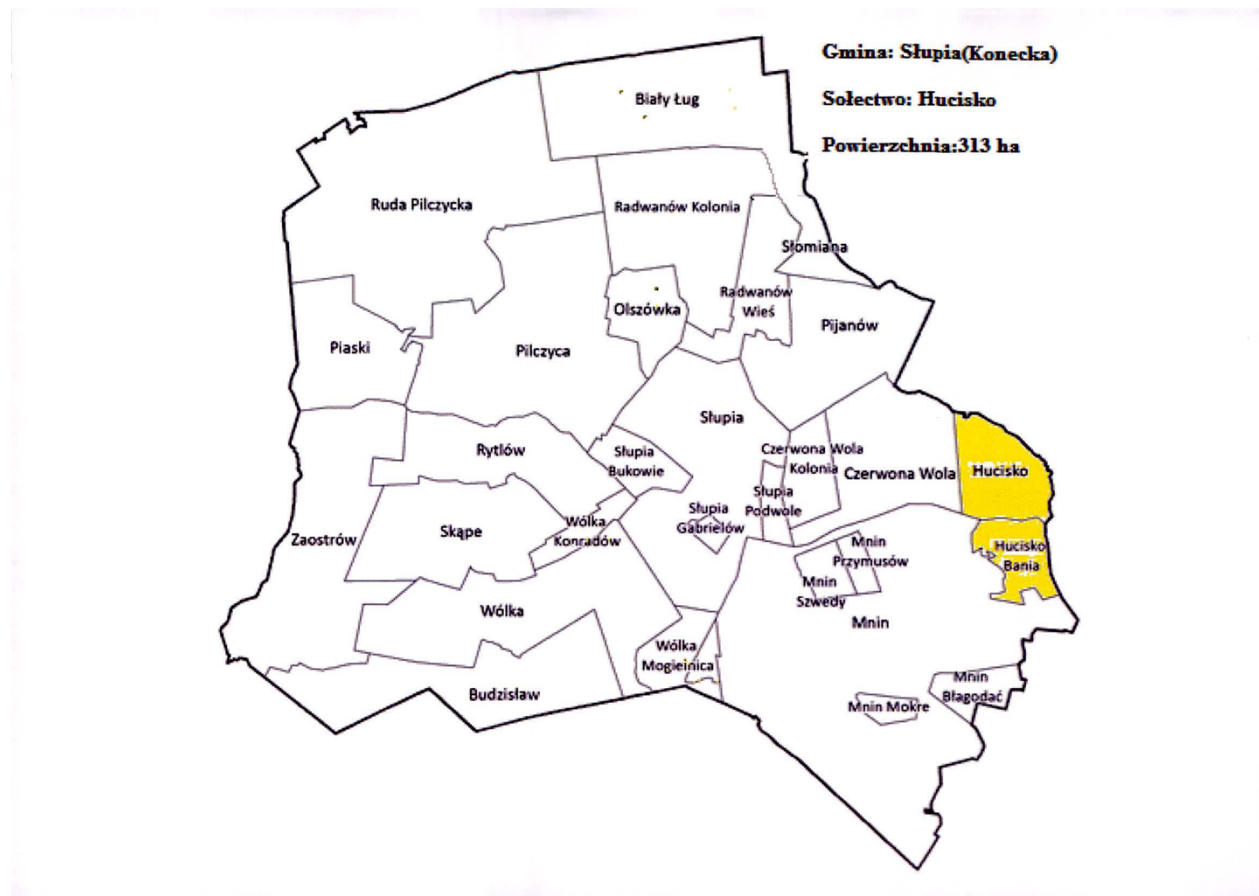 Gmina: Słupia(Konecka)
Sołectwo: Hucisko
Powierzchnia:313 ha
Biały Ług
Ruda Pilczycka
Radwanów Kolonia
Słomiana
Radwanów
Wieś
Olszówka
Pijanów
Piaski
Pilczyca
Słupia
Rytlów
Słupia
Bukowie
Czerwona Wola
Kolonia
Czerwona Wola
Hucisko
Słupia
Podwole
Słupia
Gabrielów
Zaostrów
Skąpe
Wólka
Konradów
Mnin
Przymusów
Hucisko
Bania
Mnin
Szwedy
Wólka
Mnin
Wólka
Mogielnica
Budzisław
Mnin
Błagodać
Mnin Mokre